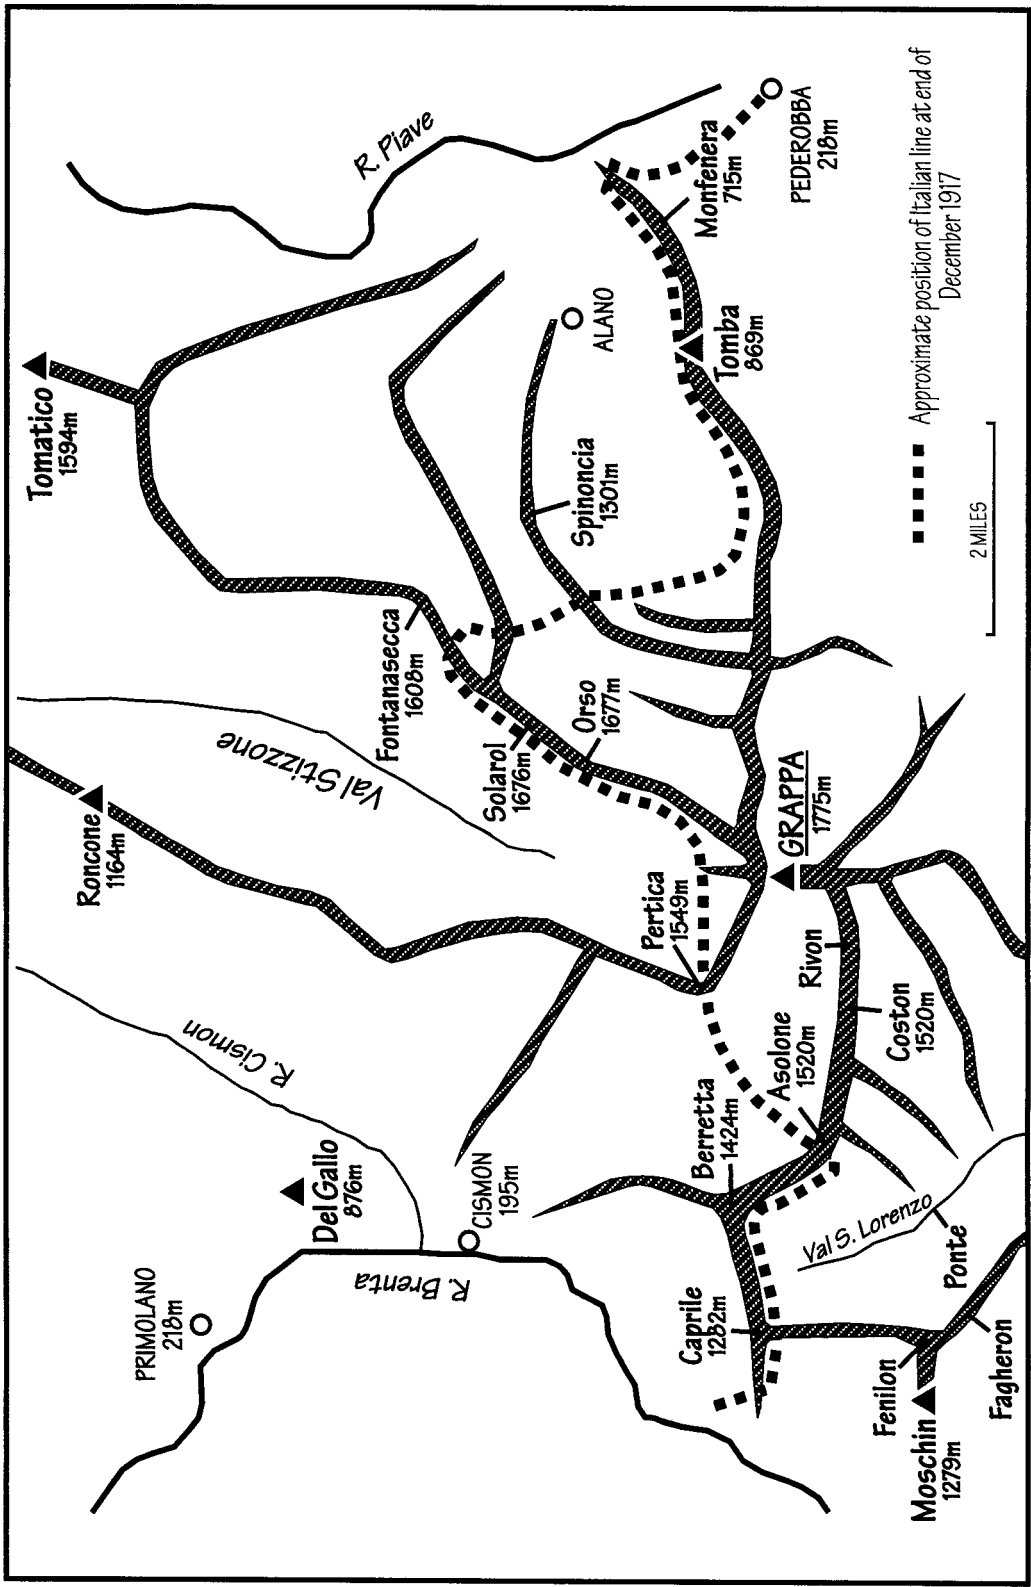 PRIMOLANO
218m
Del Gallo
876m
R. Cismon
Roncone
1164m
Tomatico
1594m
R. Brenta
CISMON
195m
Val Stizzone
Fontanasecca
1608m
R. Piave
Solarol
1676m
Orso
1677m
Spinoncia
1301m
ALANO
Caprile
1282m
Berretta
1424m
Pertica
1549m
Asolone
1520m
Rivon
GRAPPA
1775m
Tomba
869m
Monfenera
715m
PEDEROBBA
218m
Val S. Lorenzo
Coston
1520m
Ponte
Fenilon
Moschin
1279m
Fagheron
Approximate position of Italian line at end of
December 1917
2 MILES